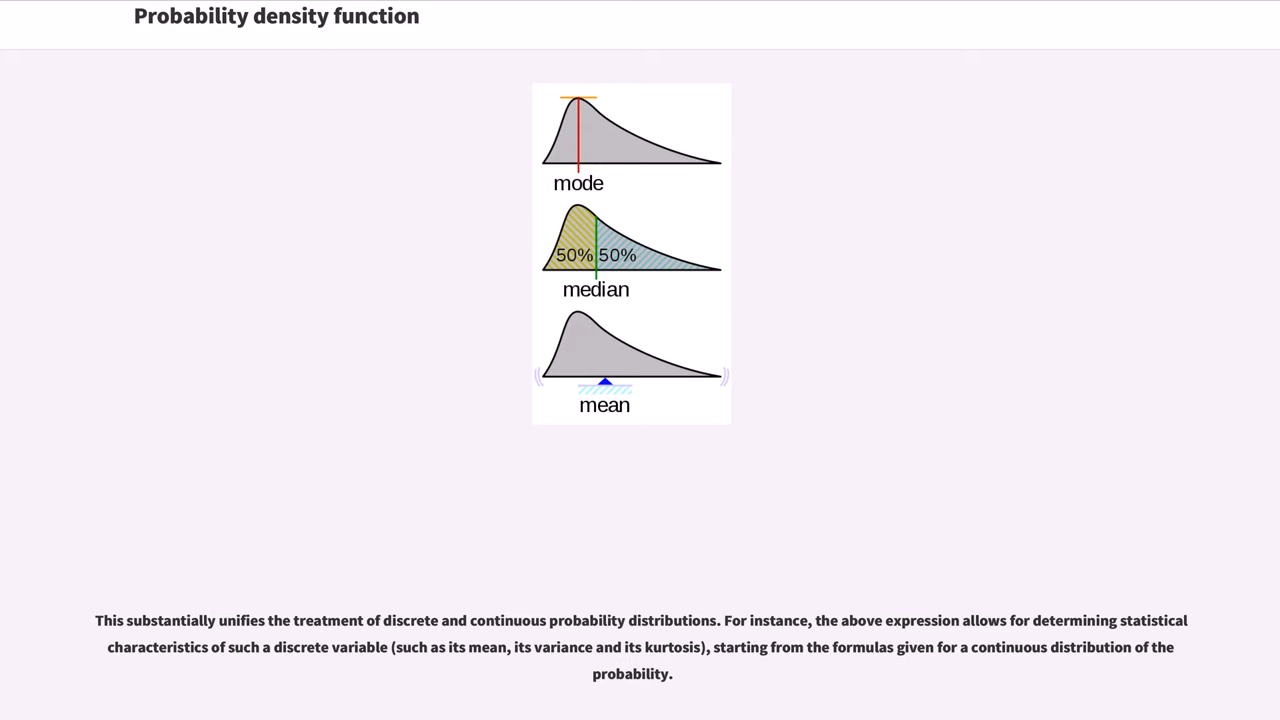 Probability density function
mode
50% 50%
median
mean
This substantially unifies the treatment of discrete and continuous probability distributions. For instance, the above expression allows for determining statistical
characteristics of such a discrete variable (such as its mean, its variance and its kurtosis), starting from the formulas given for a continuous distribution of the
probability.